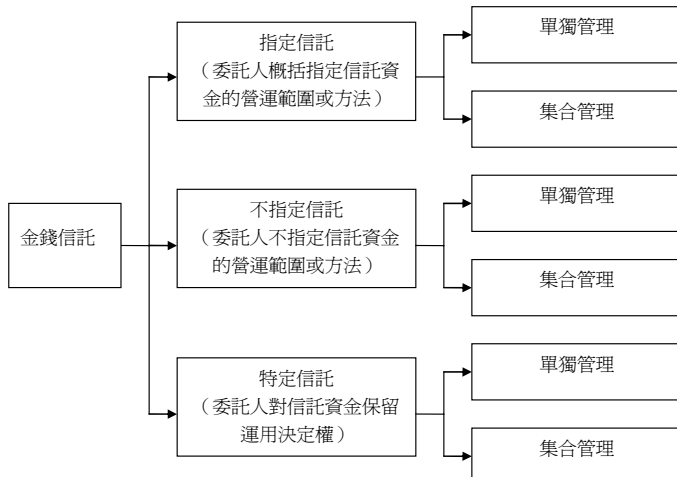 金錢信託
指定信託
（委託人概括指定信託資
金的營運範圍或方法）
單獨管理
集合管理
不指定信託
（委託人不指定信託資金
的營運範圍或方法）
單獨管理
集合管理
特定信託
（委託人對信託資金保留
運用決定權）
單獨管理
集合管理